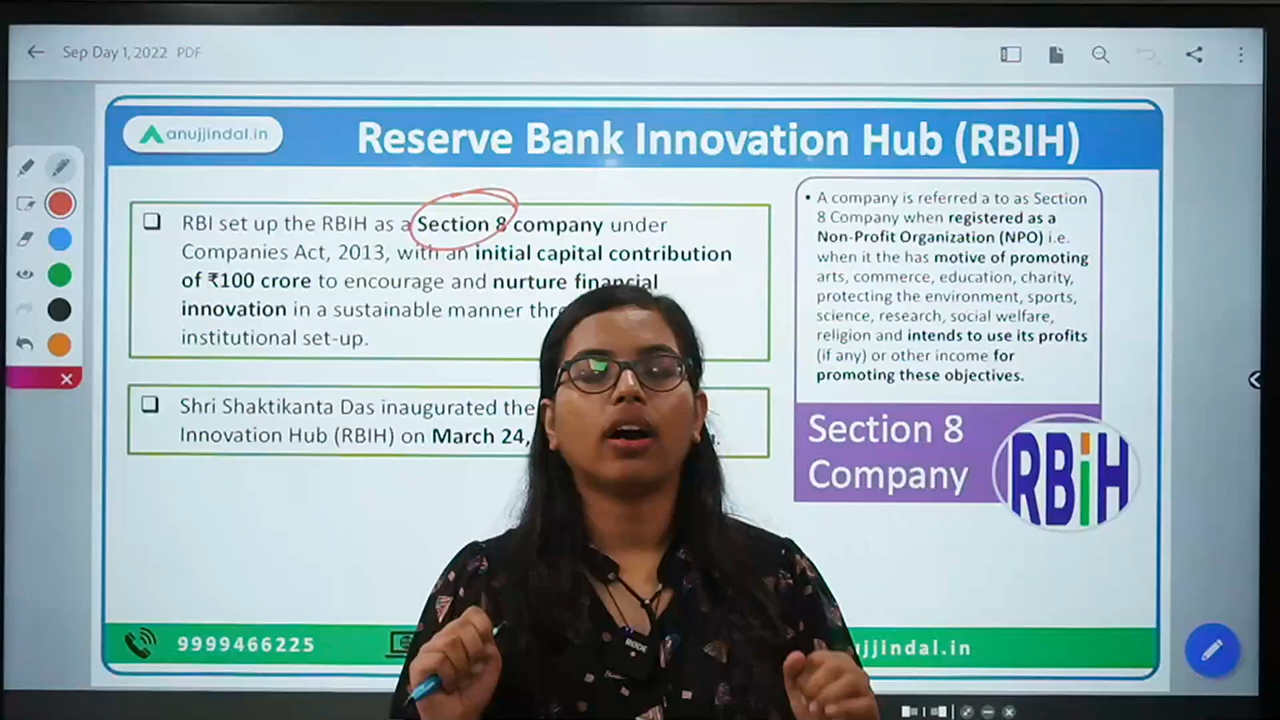 Sep Day 1, 2022 PDF
anujjindal.in
Reserve Bank Innovation Hub (RBIH)
RBI set up the RBIH as a Section 8 company under
Companies Act, 2013, with an initial capital contribution
of ₹100 crore to encourage and nurture financial
innovation in a sustainable manner
institutional set-up.
Shri Shaktikanta Das inaugurated the
Innovation Hub (RBIH) on March 24,
• A company is referred a to as Section
8 Company when registered as a
Non-Profit Organization (NPO) i.e.
when it the has motive of promoting
arts, commerce, education, charity,
protecting the environment, sports,
science, research, social welfare,
religion and intends to use its profits
(if any) or other income for
promoting these objectives.
Section 8
Company
RBiH
9999466225
RODE